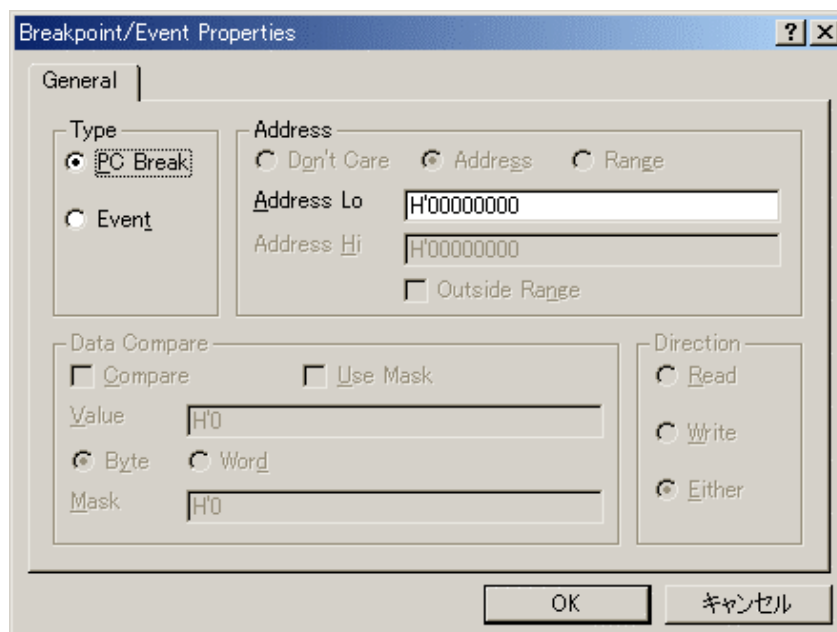 Breakpoint/Event Properties
General
Type
PC Break
Event
Address
Don't Care Address Range
Address Lo H'00000000
Address Hi H'00000000
Outside Range
Data Compare
Compare Use Mask
Value H'0
Byte Word
Mask H'0
Direction
Read
Write
Either
OK キャンセル